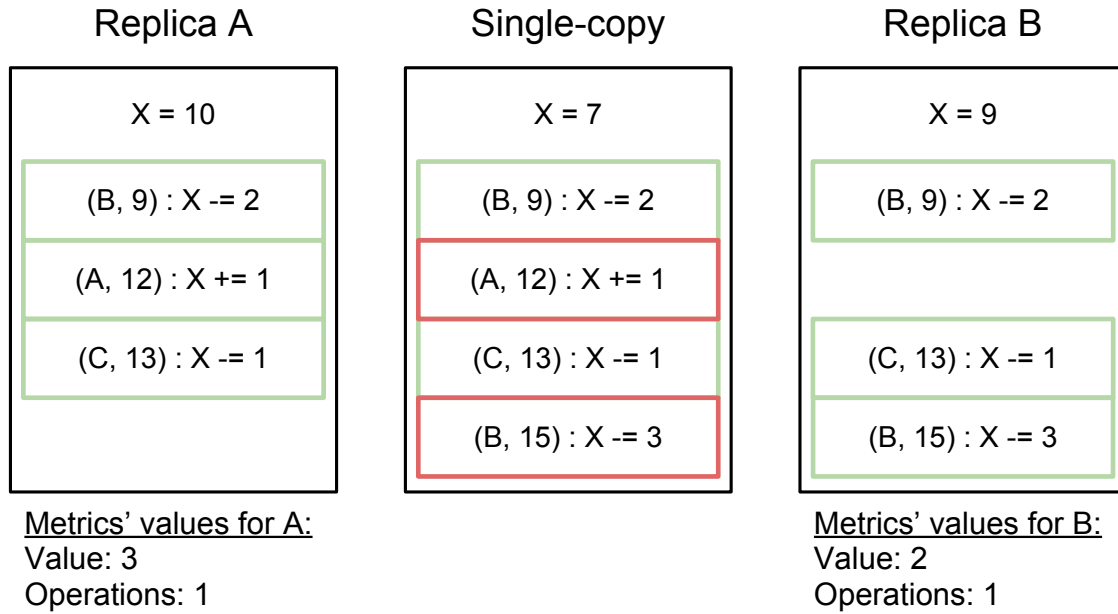 Replica A
X = 10
(B, 9) : X -= 2
(A, 12) : X += 1
(C, 13) : X -= 1
Metrics' values for A:
Value: 3
Operations: 1
Single-copy
X = 7
(B, 9) : X -= 2
(A, 12) : X += 1
(C, 13) : X -= 1
(B, 15) : X -= 3
Replica B
X = 9
(B, 9) : X -= 2
(C, 13) : X -= 1
(B, 15) : X -= 3
Metrics' values for B:
Value: 2
Operations: 1